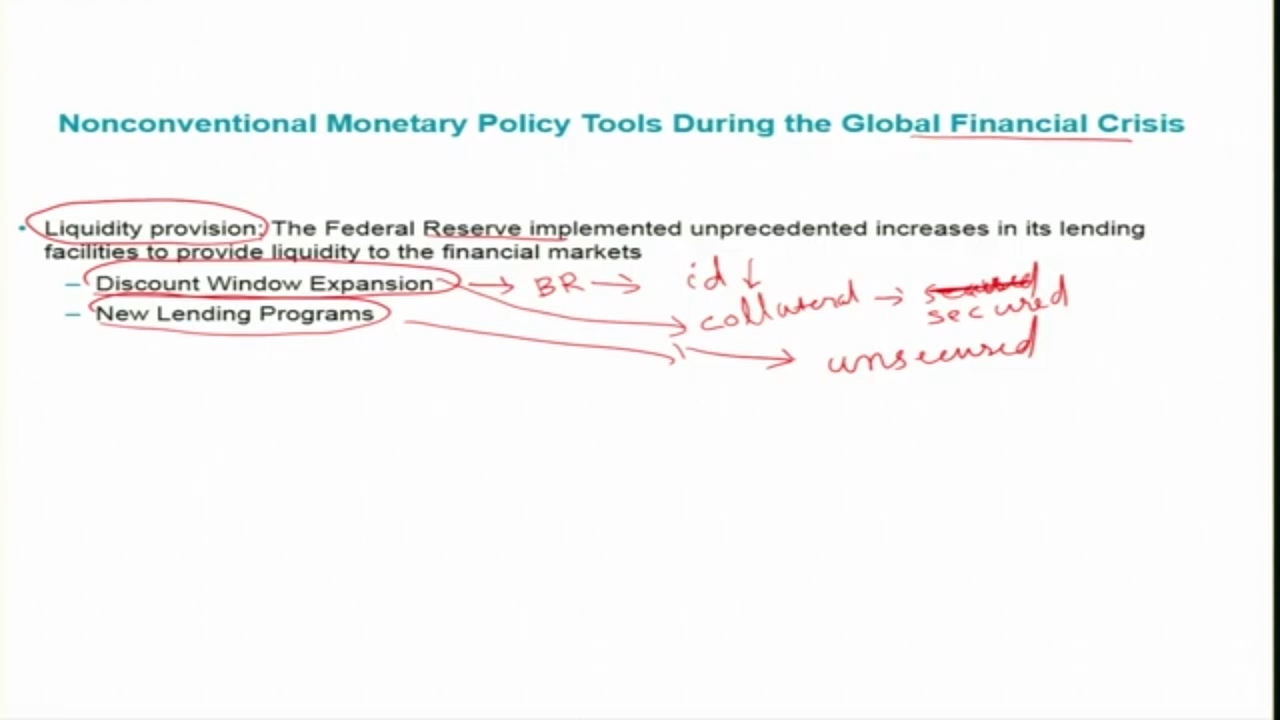 Nonconventional Monetary Policy Tools During the Global Financial Crisis
• Liquidity provision: The Federal Reserve implemented unprecedented increases in its lending
facilities to provide liquidity to the financial markets
– Discount Window Expansion → BR → id ↓
collateral → secured
– New Lending Programs
unsecured